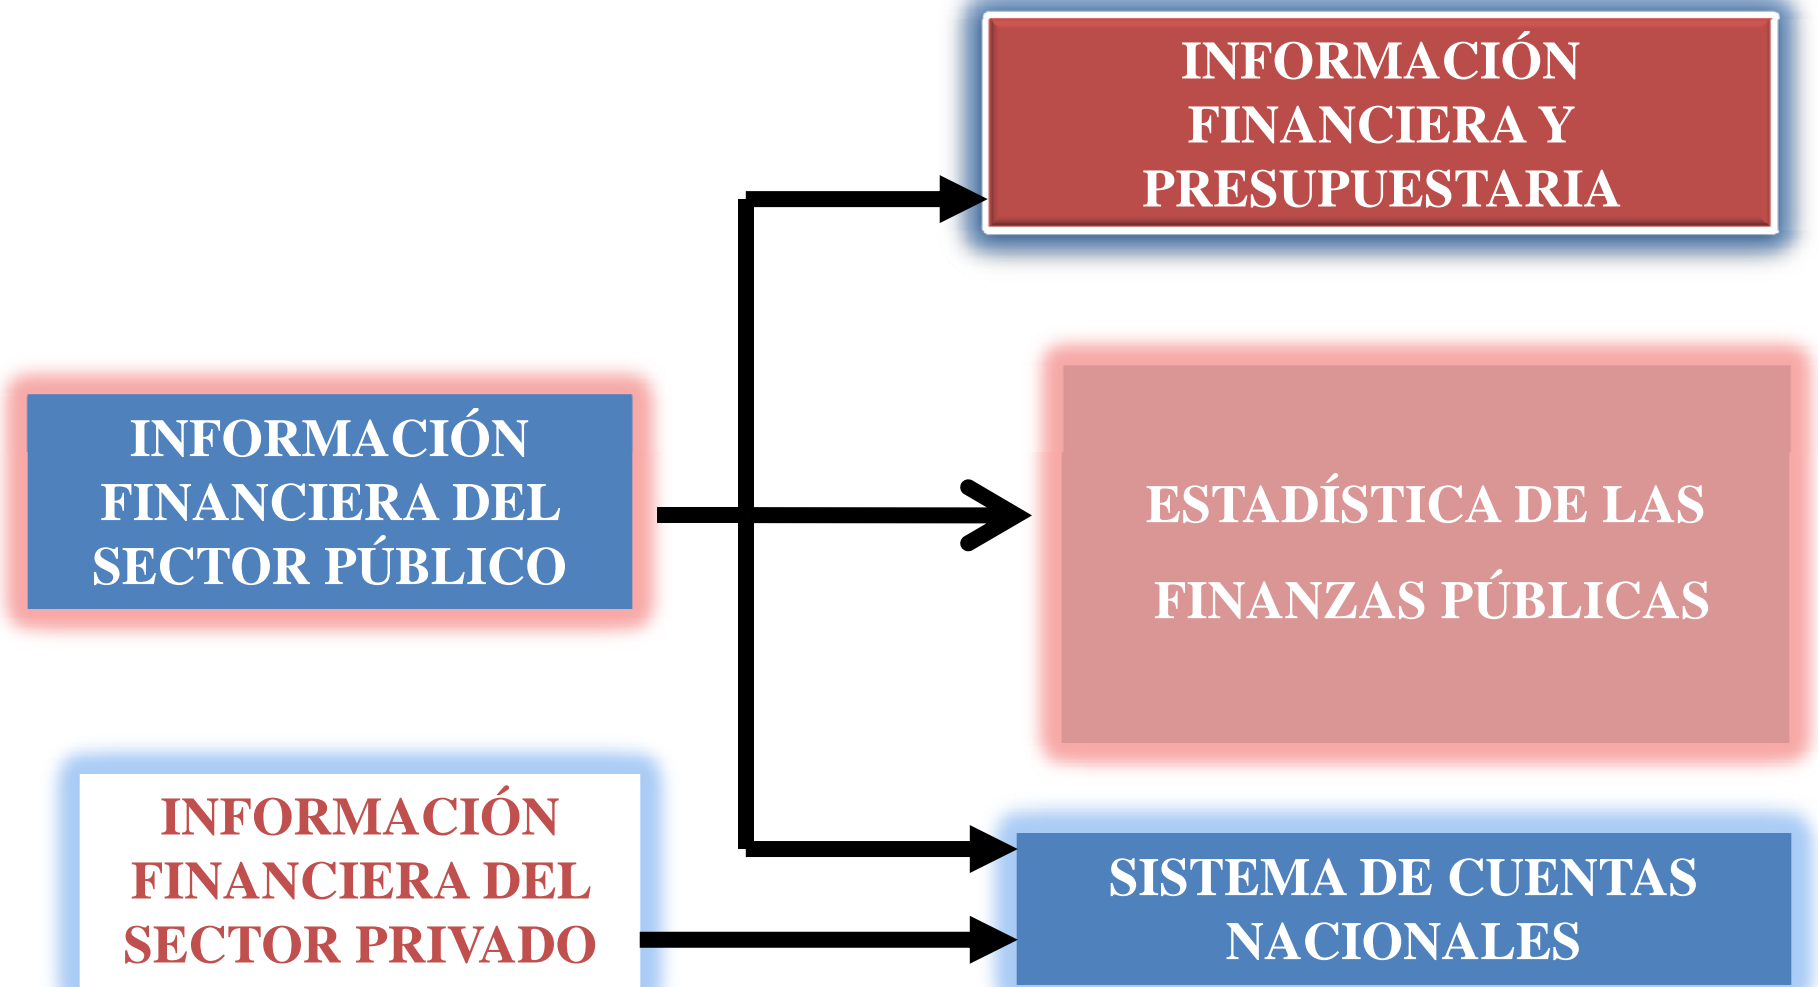 INFORMACIÓN
FINANCIERA Y
PRESUPUESTARIA
INFORMACIÓN
FINANCIERA DEL
SECTOR PÚBLICO
ESTADÍSTICA DE LAS
FINANZAS PÚBLICAS
INFORMACIÓN
FINANCIERA DEL
SECTOR PRIVADO
SISTEMA DE CUENTAS
NACIONALES